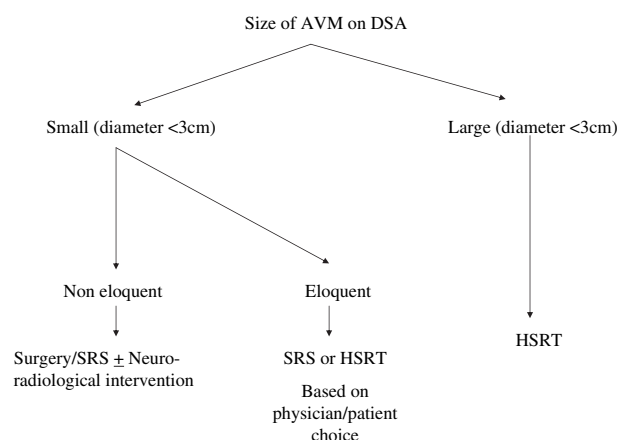 Size of AVM on DSA
Small (diameter <3cm)
Large (diameter <3cm)
Non eloquent
Eloquent
Surgery/SRS ± Neuro-
radiological intervention
SRS or HSRT
Based on
physician/patient
choice
HSRT